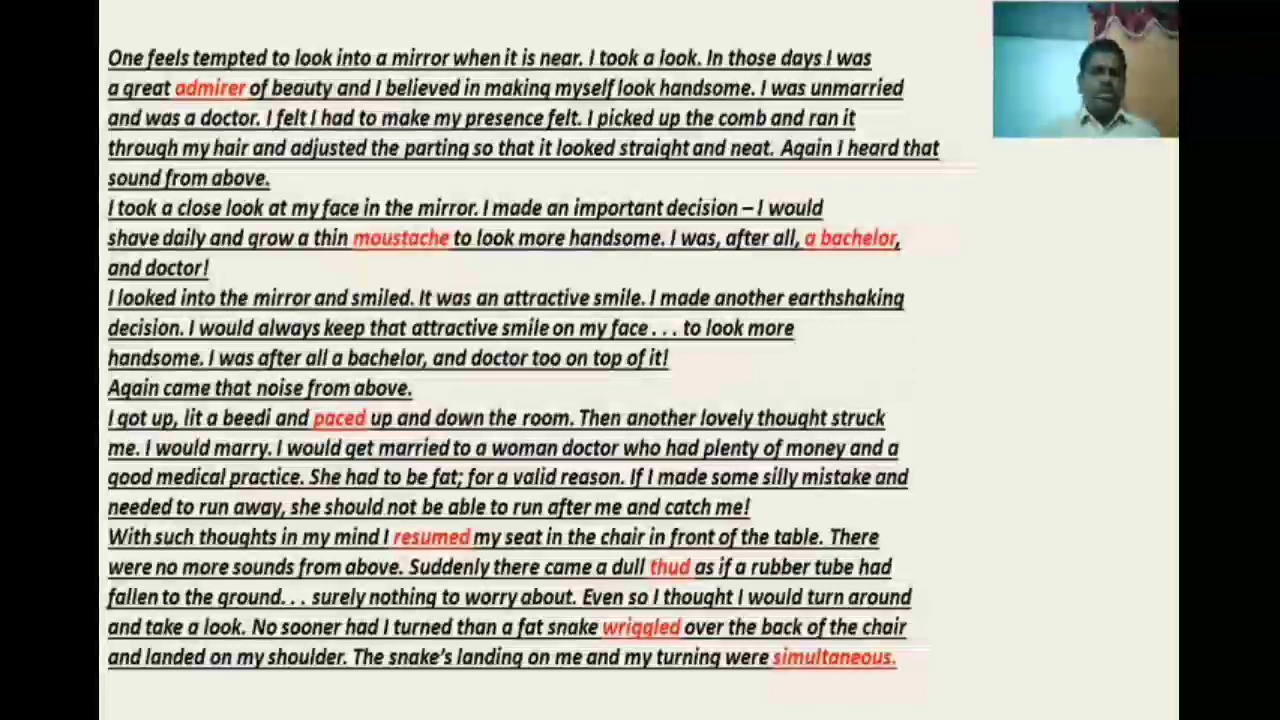 One feels tempted to look into a mirror when it is near. I took a look. In those days I was
a great admirer of beauty and I believed in making myself look handsome. I was unmarried
and was a doctor. I felt I had to make my presence felt. I picked up the comb and ran it
through my hair and adjusted the parting so that it looked straight and neat. Again I heard that
sound from above.
I took a close look at my face in the mirror. I made an important decision – I would
shave daily and grow a thin moustache to look more handsome. I was, after all, a bachelor,
and doctor!
I looked into the mirror and smiled. It was an attractive smile. I made another earthshaking
decision. I would always keep that attractive smile on my face . . . to look more
handsome. I was after all a bachelor, and doctor too on top of it!
Again came that noise from above.
I got up, lit a beedi and paced up and down the room. Then another lovely thought struck
me. I would marry. I would get married to a woman doctor who had plenty of money and a
good medical practice. She had to be fat; for a valid reason. If I made some silly mistake and
needed to run away, she should not be able to run after me and catch me!
With such thoughts in my mind I resumed my seat in the chair in front of the table. There
were no more sounds from above. Suddenly there came a dull thud as if a rubber tube had
fallen to the ground. . . surely nothing to worry about. Even so I thought I would turn around
and take a look. No sooner had I turned than a fat snake wriggled over the back of the chair
and landed on my shoulder. The snake’s landing on me and my turning were simultaneous.